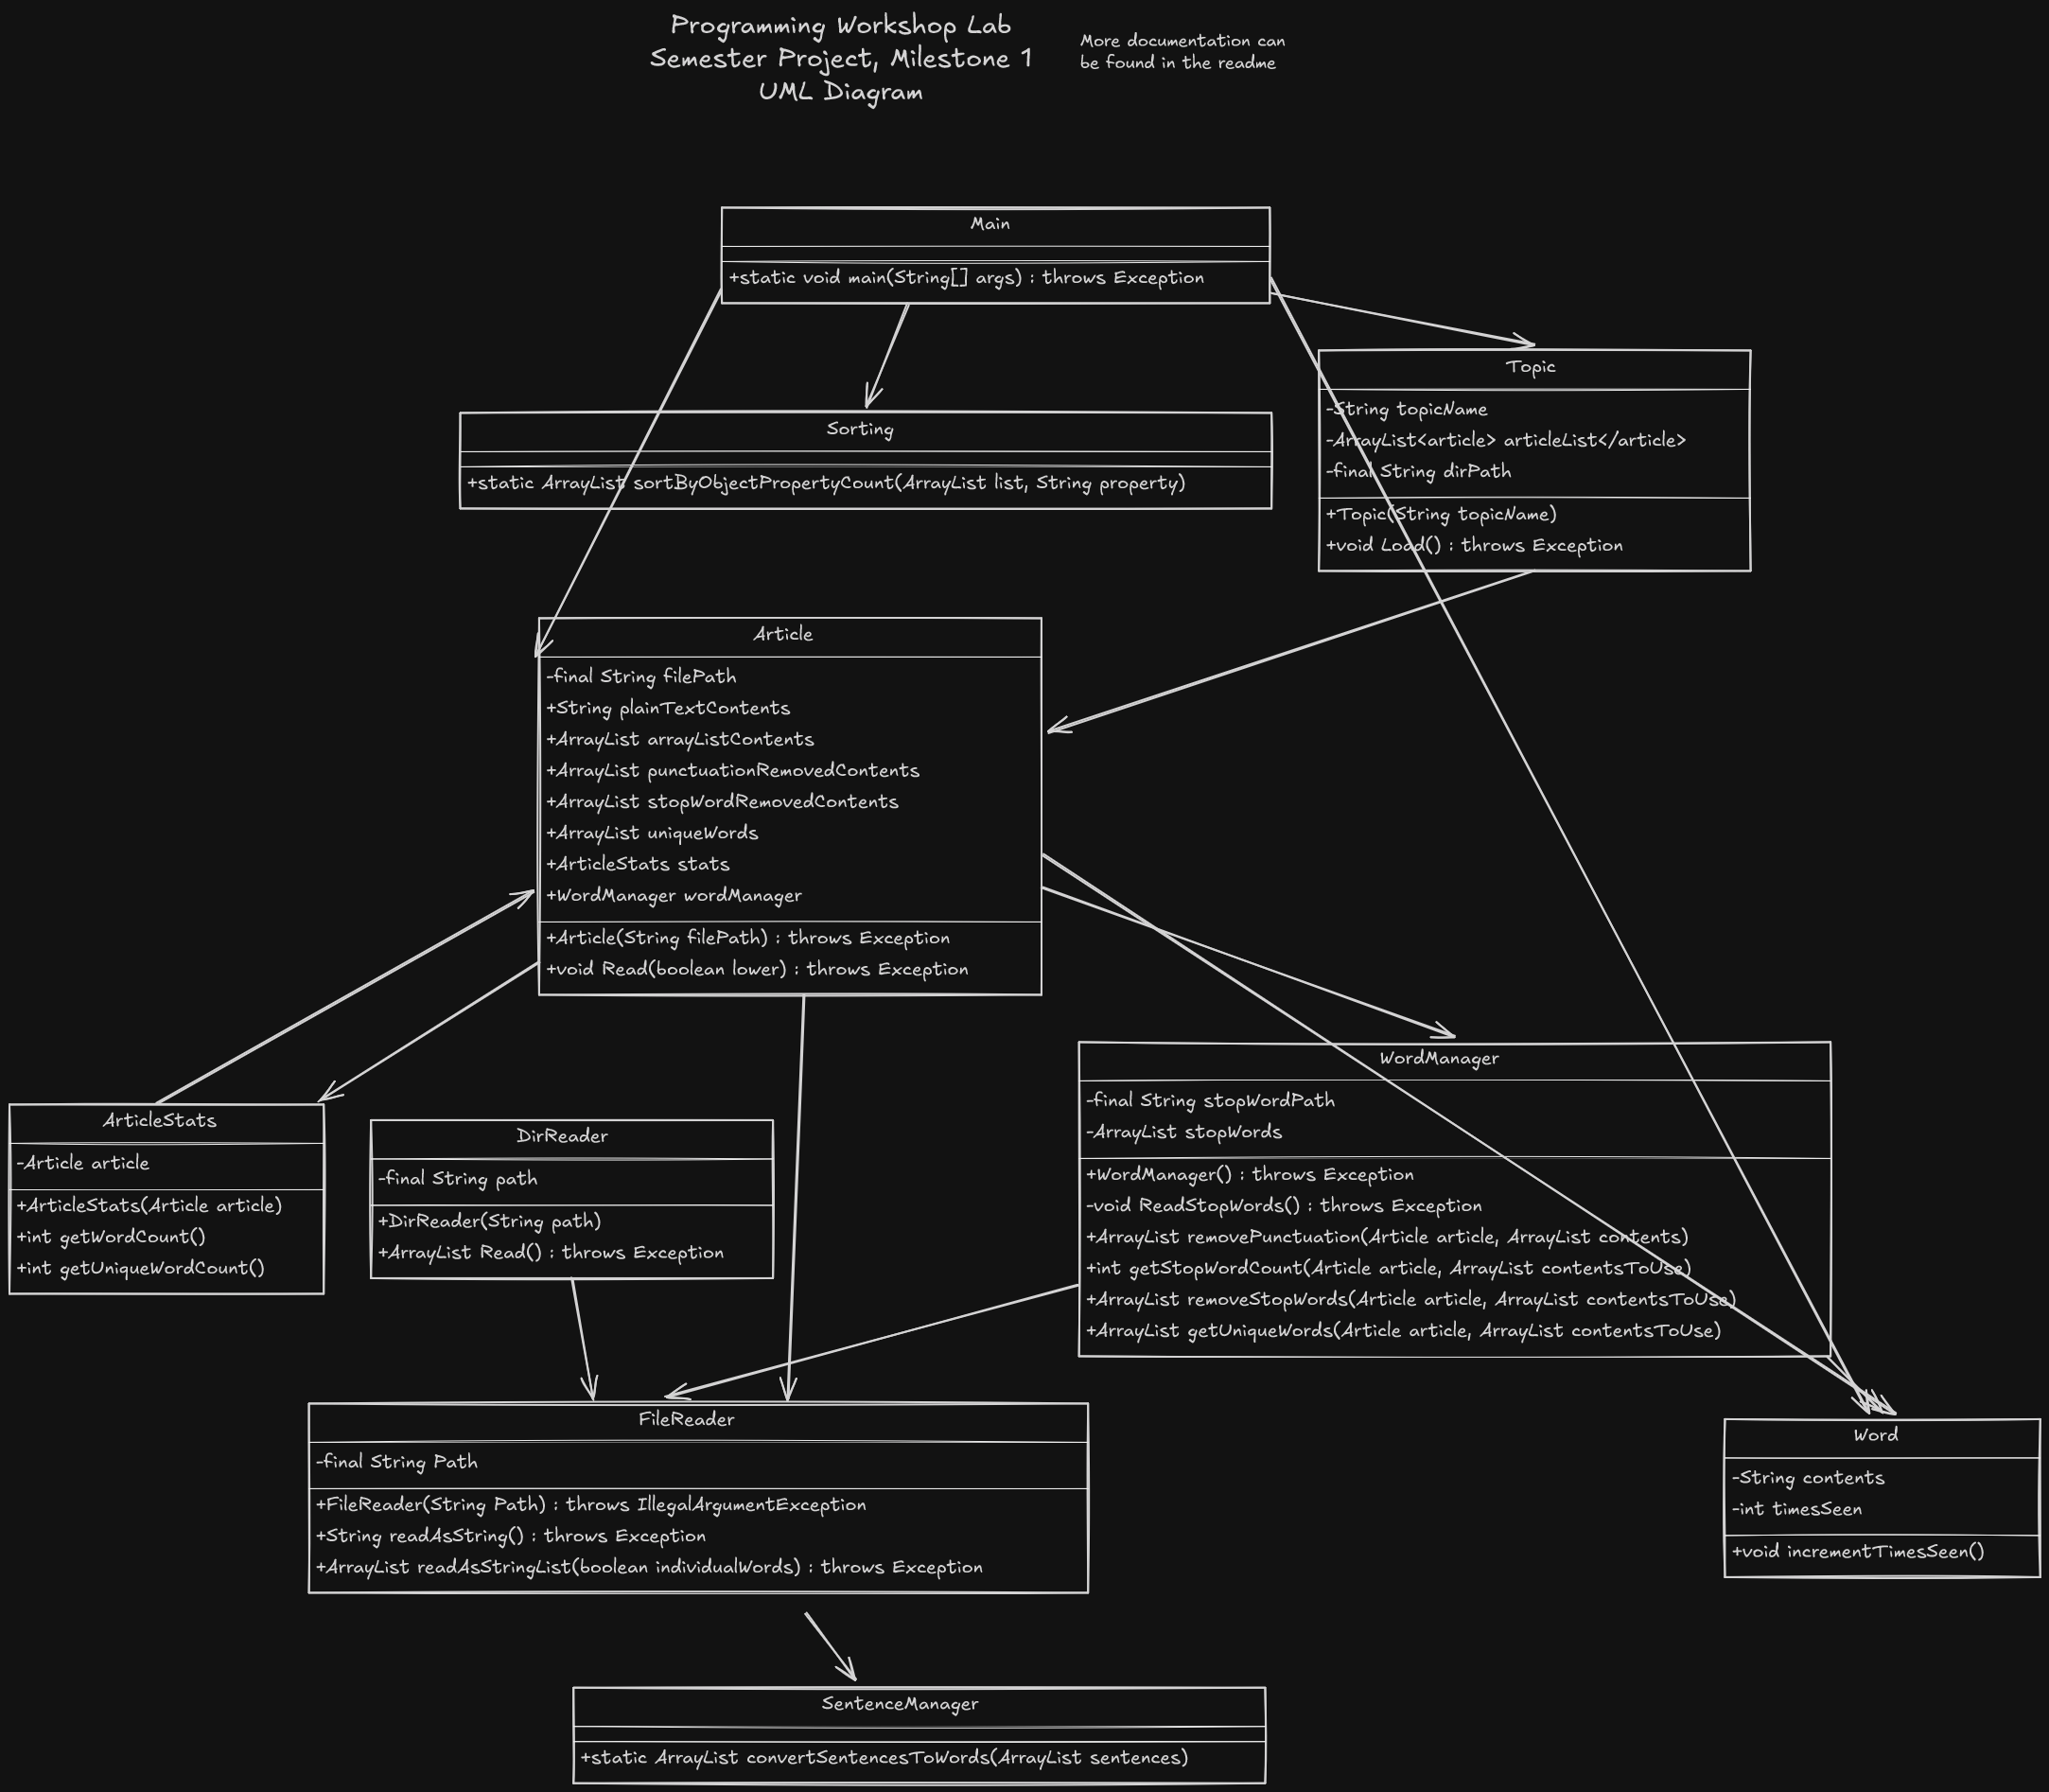 Programming Workshop Lab
Semester Project, Milestone 1
UML Diagram
More documentation can
be found in the readme
Main
+static void main(String[] args) : throws Exception
Topic
-String topicName
-ArrayList<article> articleList</article>
-final String dirPath
+Topic(String topicName)
+void Load() : throws Exception
Sorting
+static ArrayList sortByObjectPropertyCount(ArrayList list, String property)
Article
-final String filePath
+String plainTextContents
+ArrayList arrayListContents
+ArrayList punctuationRemovedContents
+ArrayList stopWordRemovedContents
+ArrayList uniqueWords
+ArticleStats stats
+WordManager wordManager
+Article(String filePath) : throws Exception
+void Read(boolean lower) : throws Exception
WordManager
-final String stopWordPath
-ArrayList stopWords
+WordManager() : throws Exception
-void ReadStopWords() : throws Exception
+ArrayList removePunctuation(Article article, ArrayList contents)
+int getStopWordCount(Article article, ArrayList contentsToUse)
+ArrayList removeStopWords(Article article, ArrayList contentsToUse)
+ArrayList getUniqueWords(Article article, ArrayList contentsToUse)
ArticleStats
-Article article
+ArticleStats(Article article)
+int getWordCount()
+int getUniqueWordCount()
DirReader
-final String path
+DirReader(String path)
+ArrayList Read() : throws Exception
FileReader
-final String Path
+FileReader(String Path) : throws IllegalArgumentException
+String readAsString() : throws Exception
+ArrayList readAsStringList(boolean individualWords) : throws Exception
Word
-String contents
-int timesSeen
+void incrementTimesSeen()
SentenceManager
+static ArrayList convertSentencesToWords(ArrayList sentences)